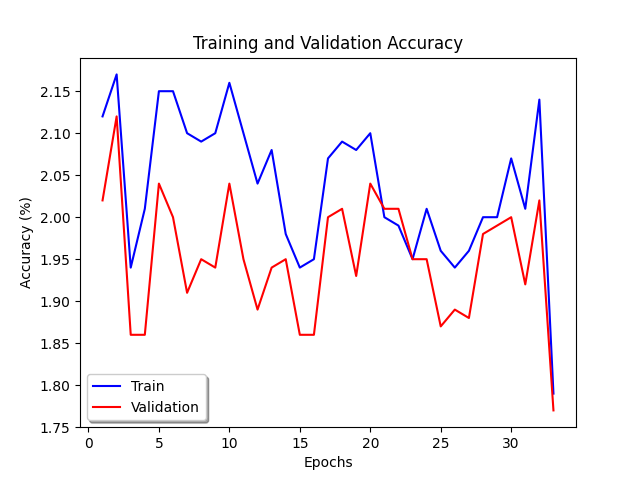 Training and Validation Accuracy
Accuracy (%)
2.15
2.10
2.05
2.00
1.95
1.90
1.85
1.80
1.75
Train
Validation
0 5 10 15 20 25 30
Epochs